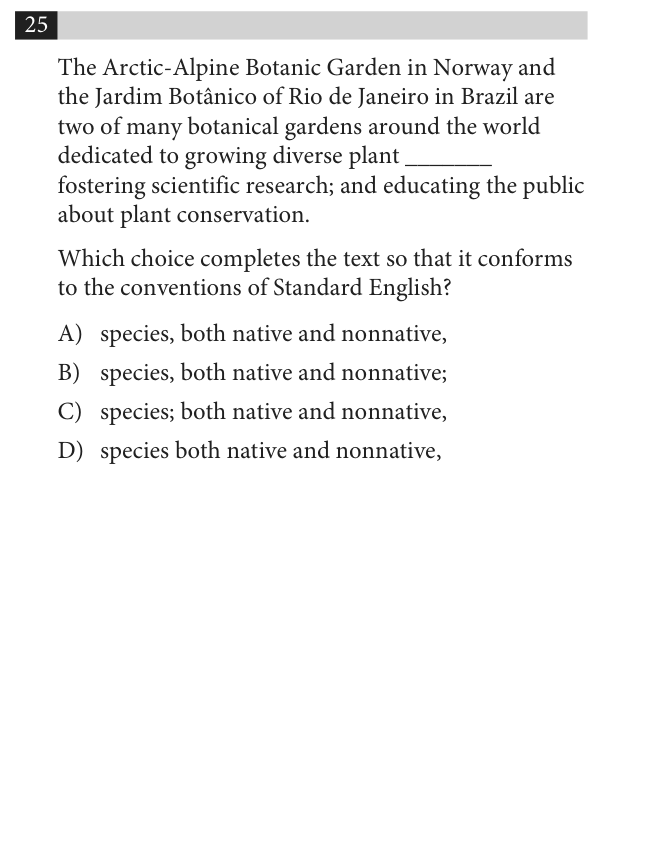 25
The Arctic-Alpine Botanic Garden in Norway and
the Jardim Botânico of Rio de Janeiro in Brazil are
two of many botanical gardens around the world
dedicated to growing diverse plant _______
fostering scientific research; and educating the public
about plant conservation.
Which choice completes the text so that it conforms
to the conventions of Standard English?
A) species, both native and nonnative,
B) species, both native and nonnative;
C) species; both native and nonnative,
D) species both native and nonnative,